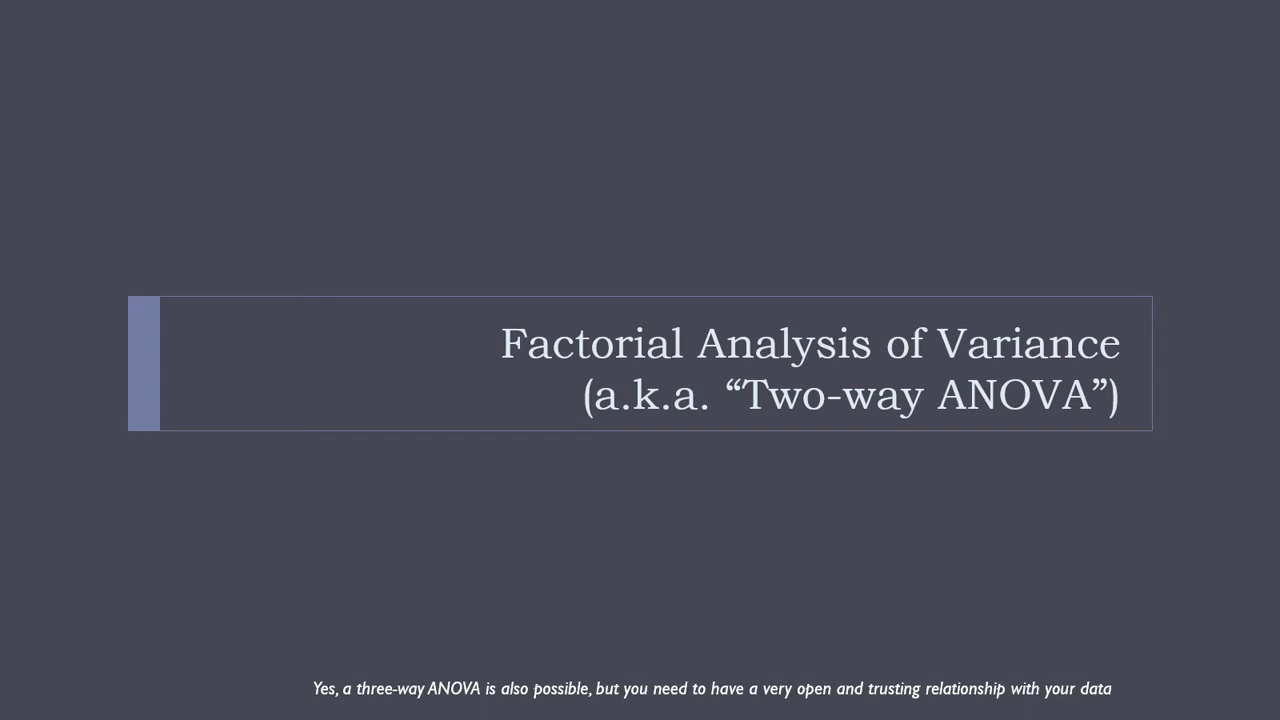 Factorial Analysis of Variance
(a.k.a. “Two-way ANOVA”)
Yes, a three-way ANOVA is also possible, but you need to have a very open and trusting relationship with your data